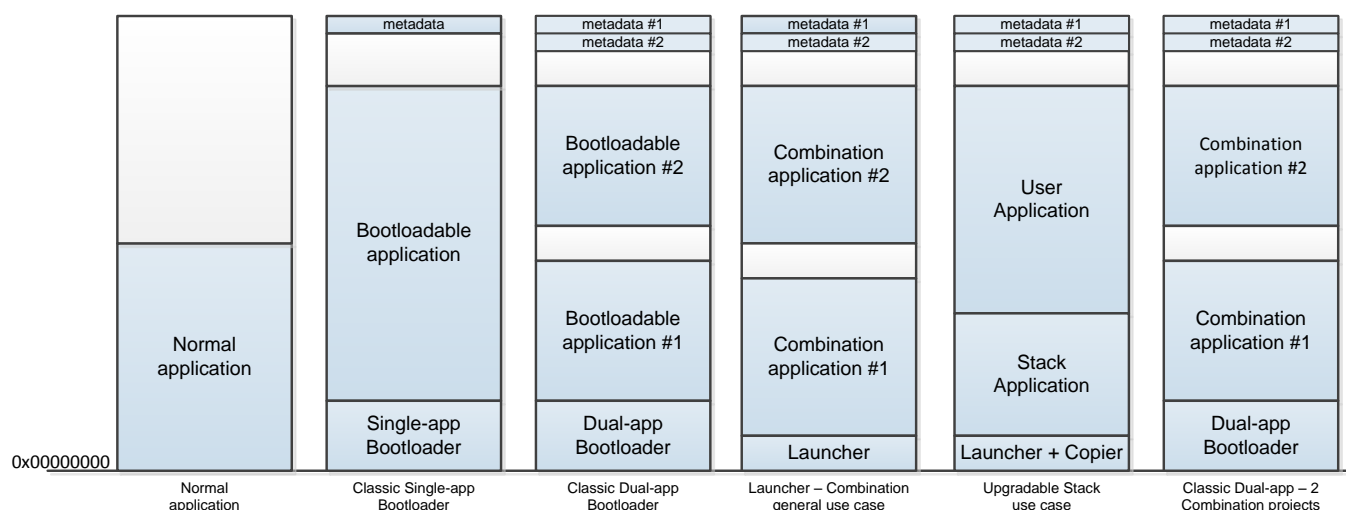 metadata
metadata #1
metadata #2
metadata #1
metadata #2
metadata #1
metadata #2
metadata #1
metadata #2
Normal
application
Bootloadable
application
Single-app
Bootloader
Bootloadable
application #2
Bootloadable
application #1
Dual-app
Bootloader
Combination
application #2
Combination
application #1
Launcher
User
Application
Stack
Application
Launcher + Copier
Combination
application #2
Combination
application #1
Dual-app
Bootloader
0x00000000
Normal
application
Classic Single-app
Bootloader
Classic Dual-app
Bootloader
Launcher – Combination
general use case
Upgradable Stack
use case
Classic Dual-app – 2
Combination projects